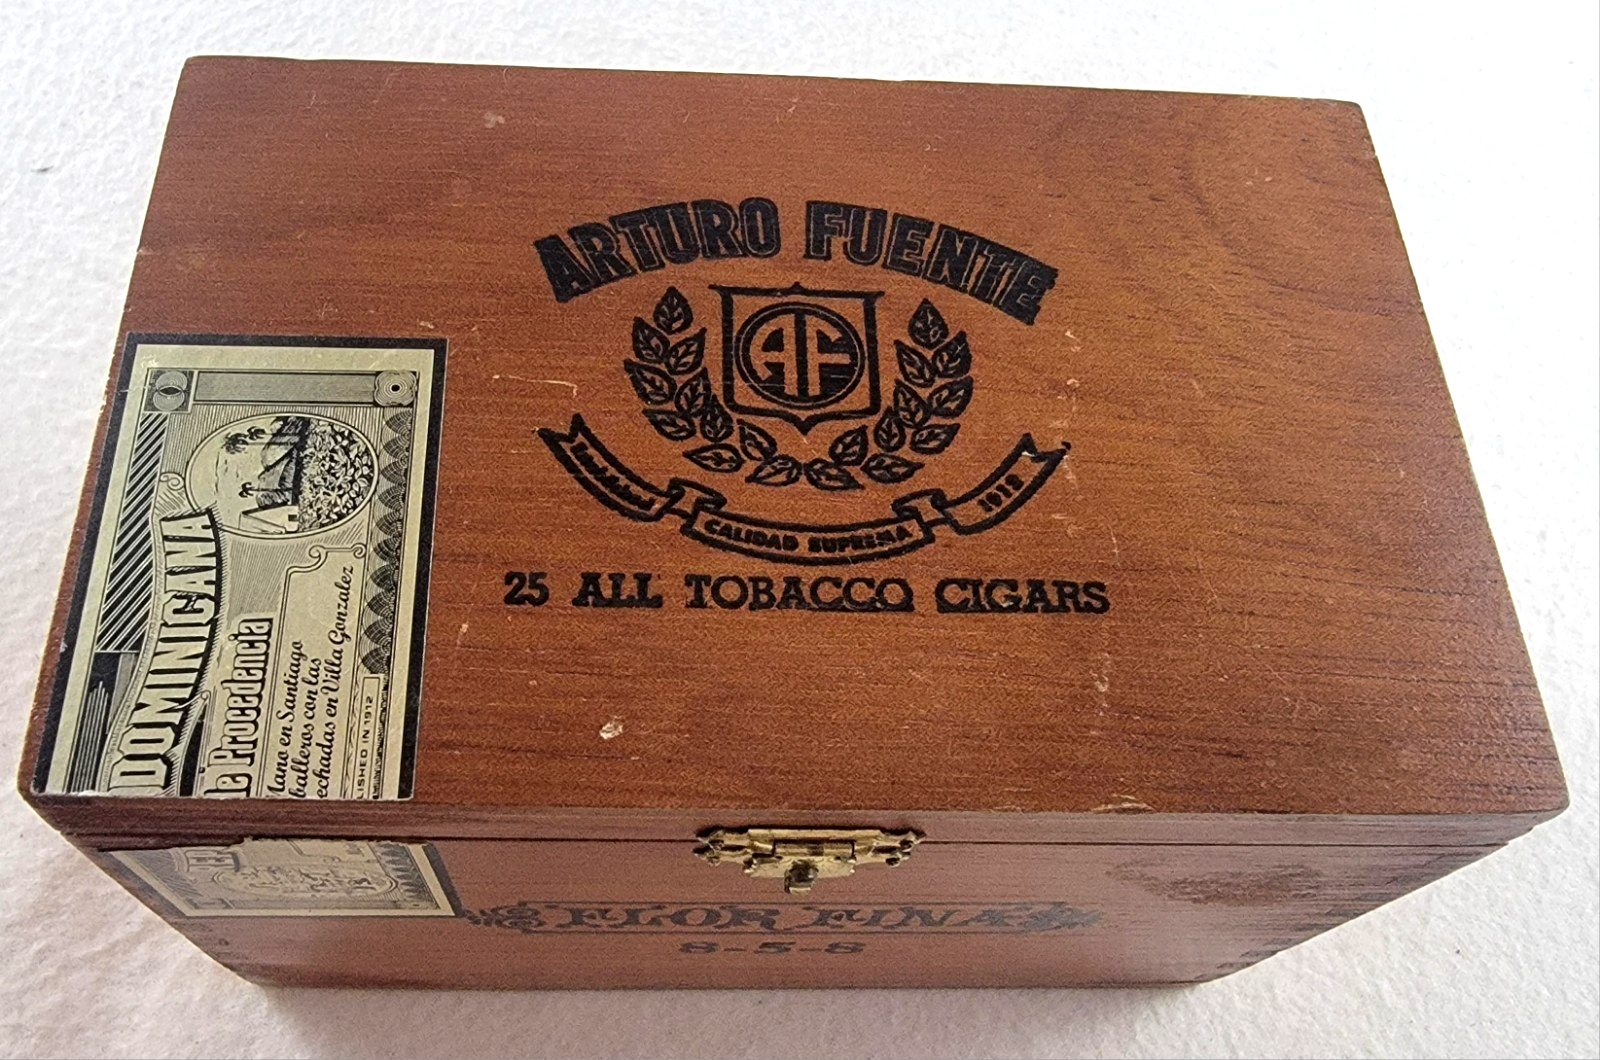 ARTURO FUENTE
AF
Established
CALIDAD SUPREMA
1912
25 ALL TOBACCO CIGARS
DOMINICANA
de Procedencia
Mano en Santiago
balleros con las
echadas en Villa Gonzalez
LISHED IN 1912
FLOR FINA
8-5-8